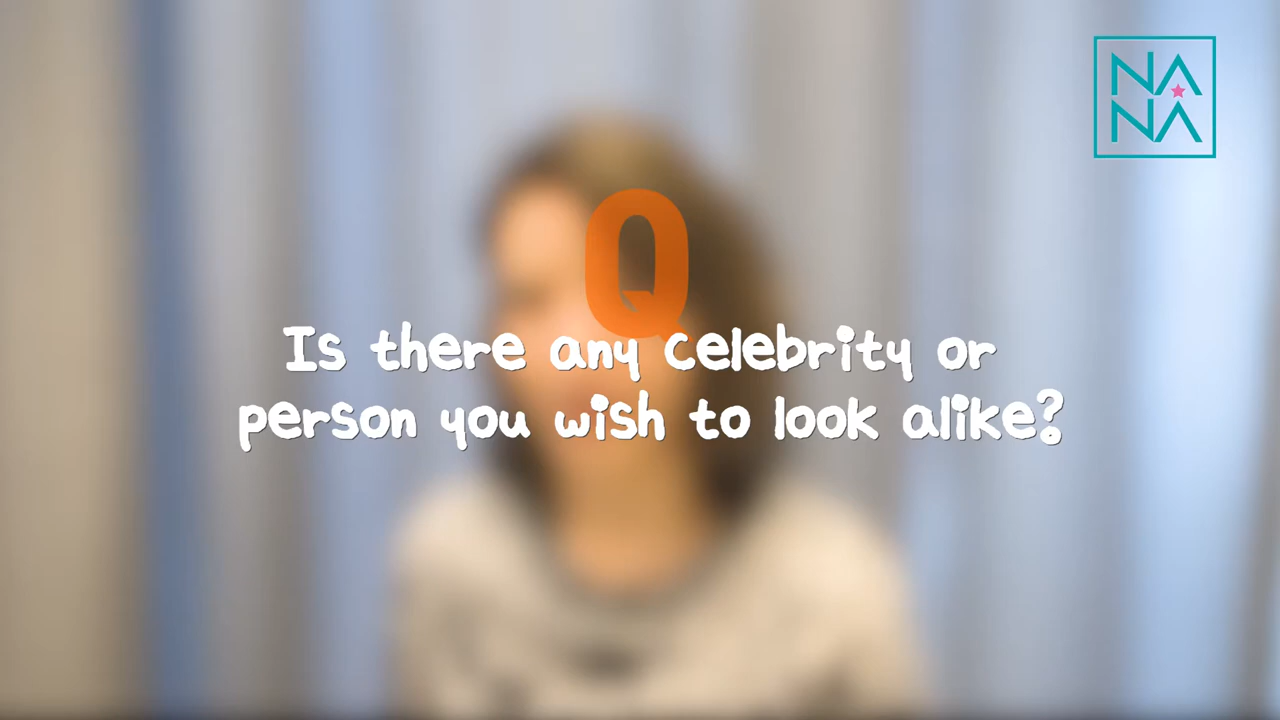 NA
NA
Q
Is there any celebrity or
person you wish to look alike?